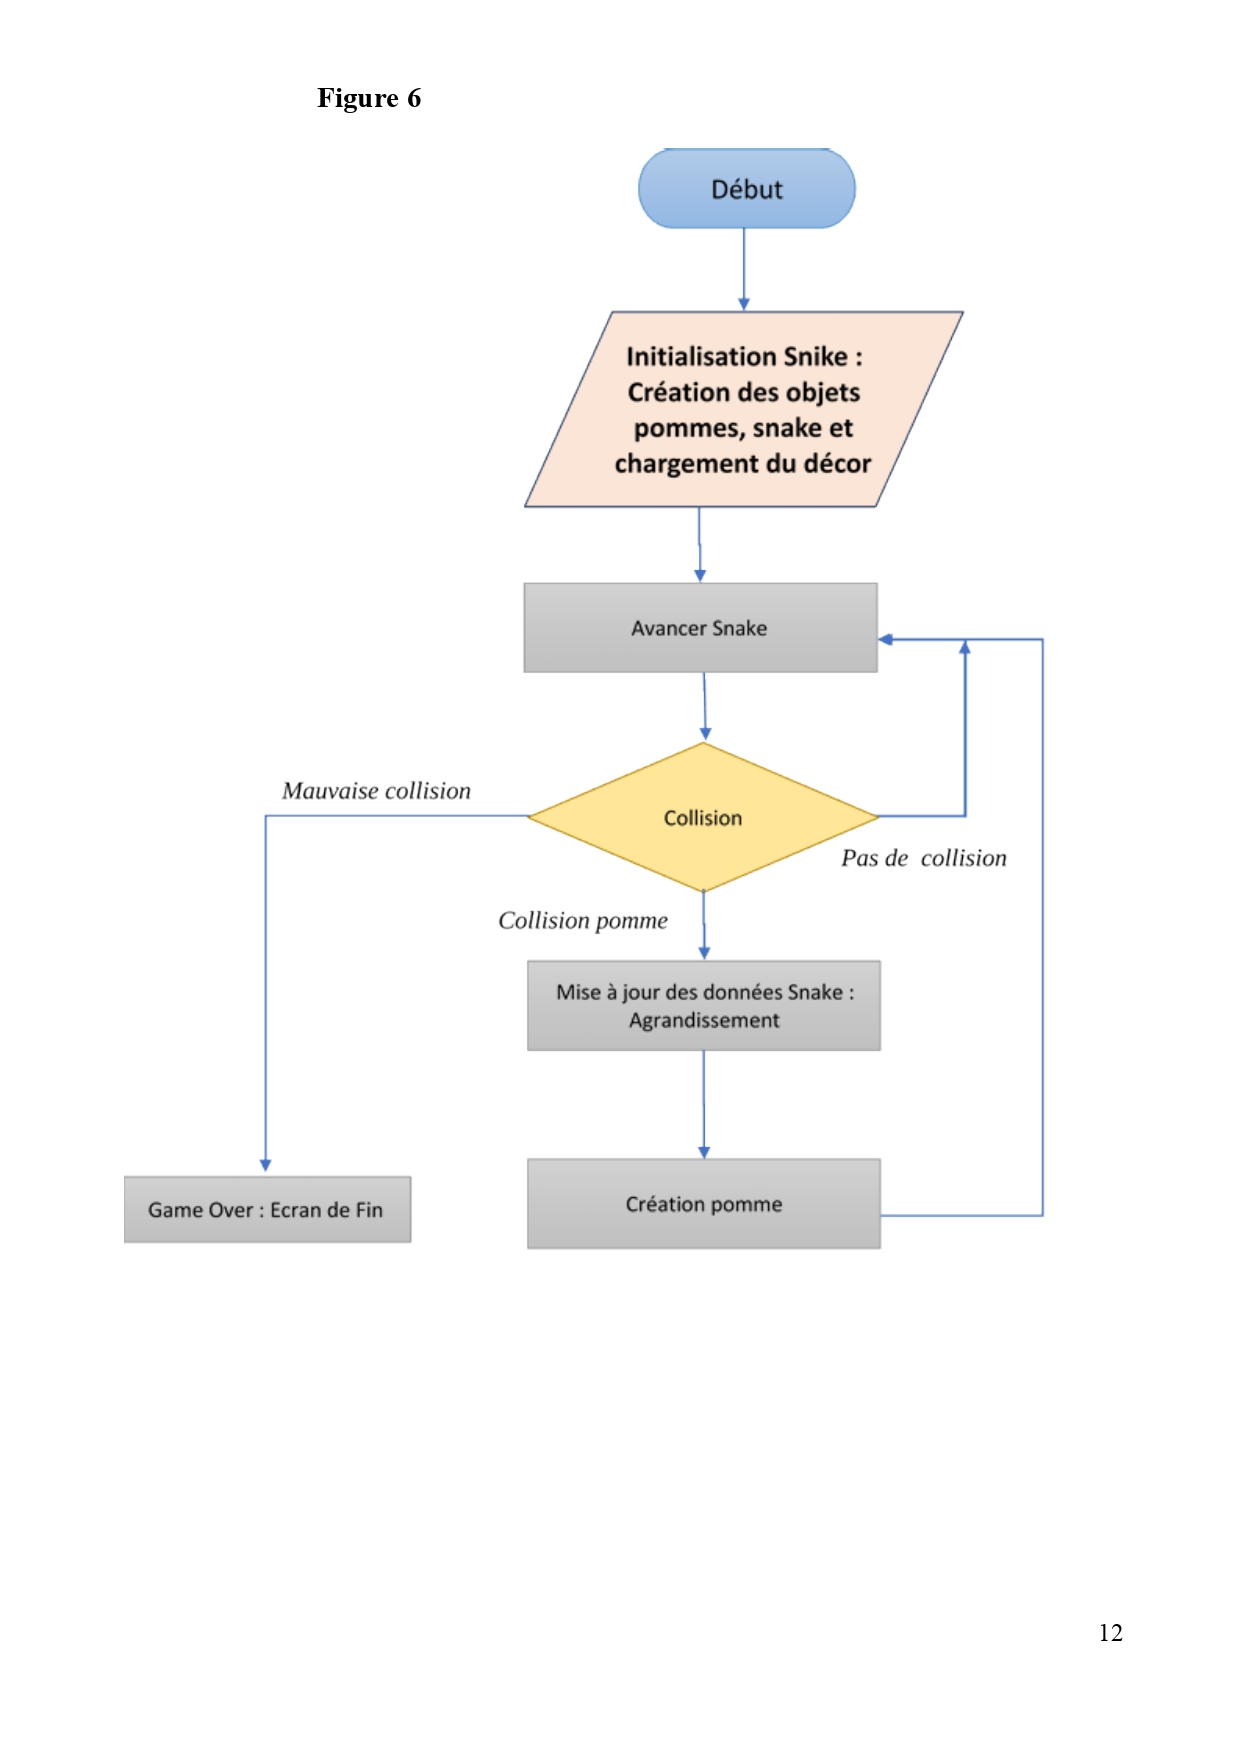 Figure 6
Début
Initialisation Snike :
Création des objets
pommes, snake et
chargement du décor
Avancer Snake
Mauvaise collision
Collision
Pas de  collision
Collision pomme
Mise à jour des données Snake :
Agrandissement
Création pomme
Game Over : Ecran de Fin
12